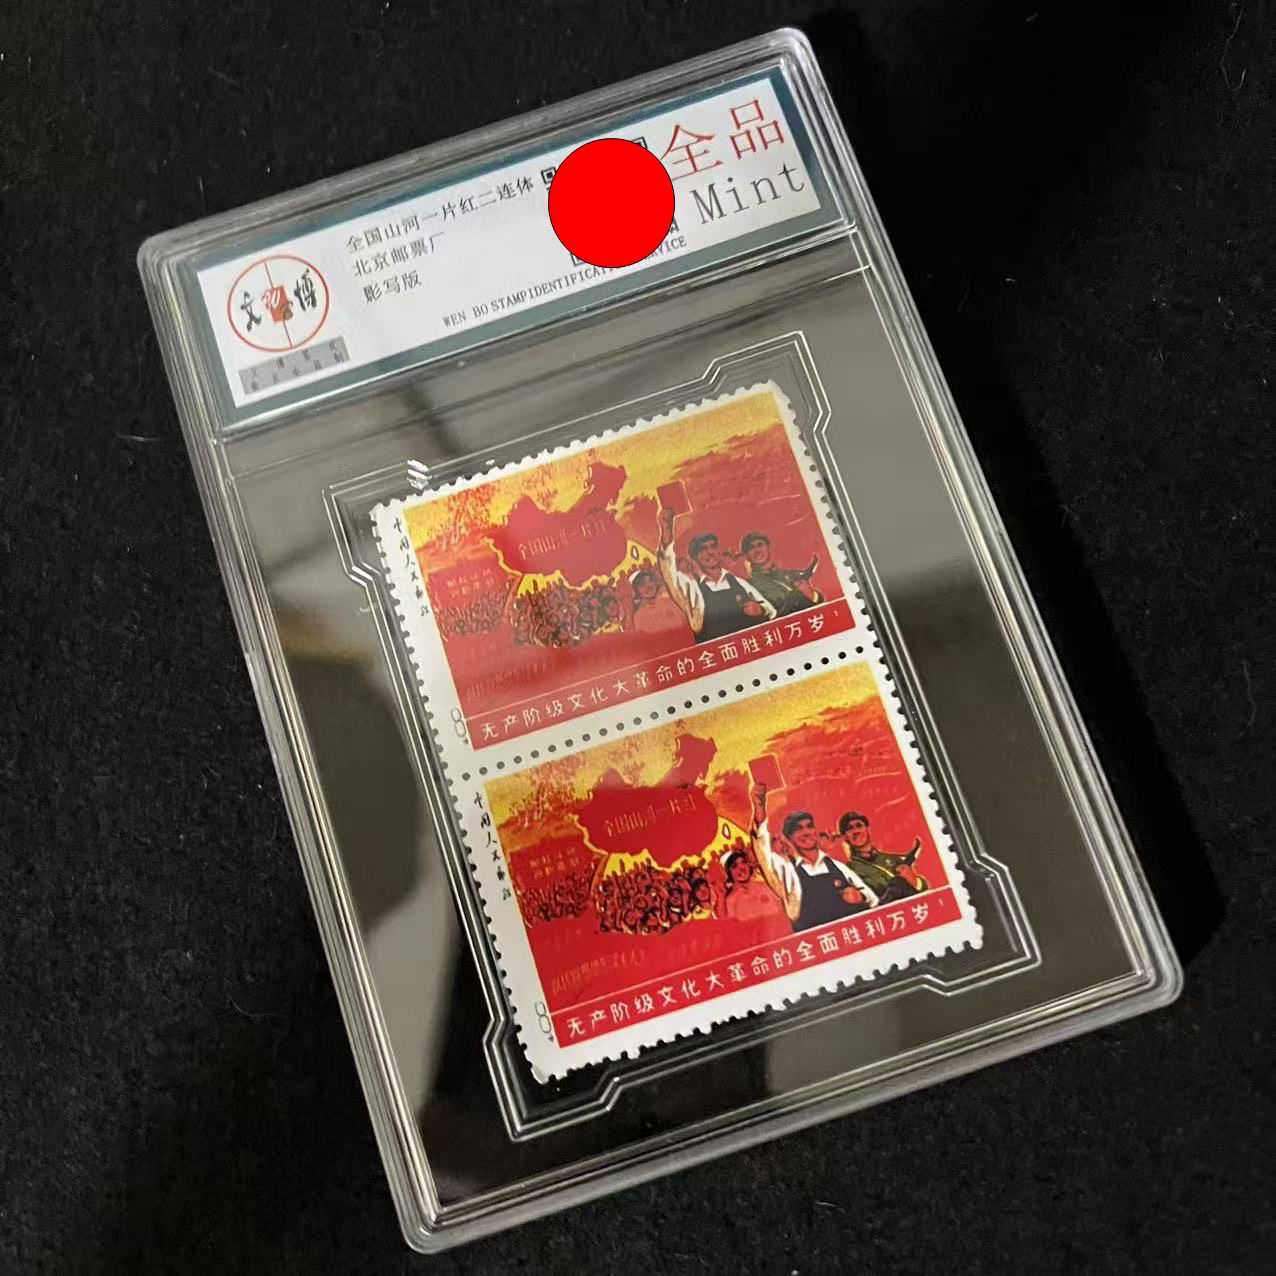 全国山河一片红二连体
北京邮票厂
影写版
全品
Mint
WEN BO STAMPIDENTIFICAT
VICE
文 博
中国人民邮政
全国山河一片红
8
无产阶级文化大革命的全面胜利万岁!
中国人民邮政
全国山河一片红
8
无产阶级文化大革命的全面胜利万岁!